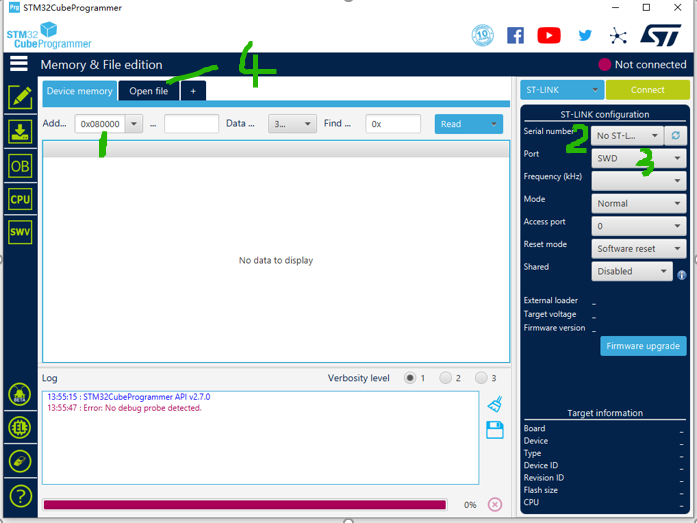 Prg STM32CubeProgrammer
STM32
CubeProgrammer
10
ST
Memory & File edition
Not connected
Device memory Open file + 4
ST-LINK Connect
Add... 0x080000 ... Data ... 3... Find ... 0x Read
1
ST-LINK configuration
Serial number 2 No ST-L...
Port SWD 3
Frequency (kHz)
Mode Normal
Access port 0
Reset mode Software reset
Shared Disabled
i
External loader _
Target voltage _
Firmware version _
Firmware upgrade
OB
CPU
SWV
No data to display
Log Verbosity level 1 2 3
13:55:15 : STM32CubeProgrammer API v2.7.0
13:55:47 : Error: No debug probe detected.
BETA
EL
?
0%
Target information
Board _
Device _
Type _
Device ID _
Revision ID _
Flash size _
CPU _